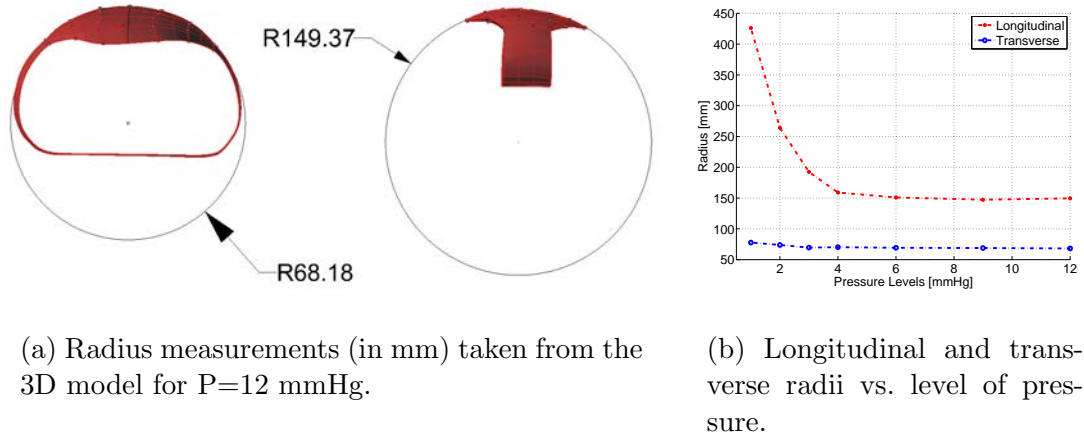 R149.37
R68.18
450
400
350
300
250
200
150
100
50
Radius [mm]
Longitudinal
Transverse
2
4
6
8
10
12
Pressure Levels [mmHg]
(a) Radius measurements (in mm) taken from the
3D model for P=12 mmHg.
(b) Longitudinal and trans-
verse radii vs. level of pres-
sure.